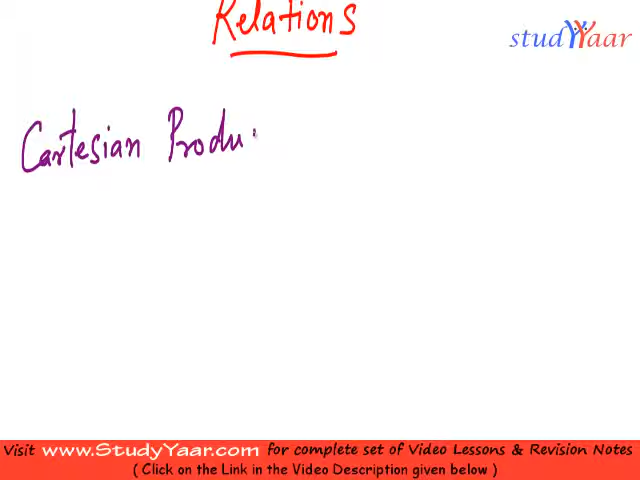 Relations
studYYaar
Cartesian Produ
Visit www.StudyYaar.com for complete set of Video Lessons & Revision Notes
( Click on the Link in the Video Description given below )